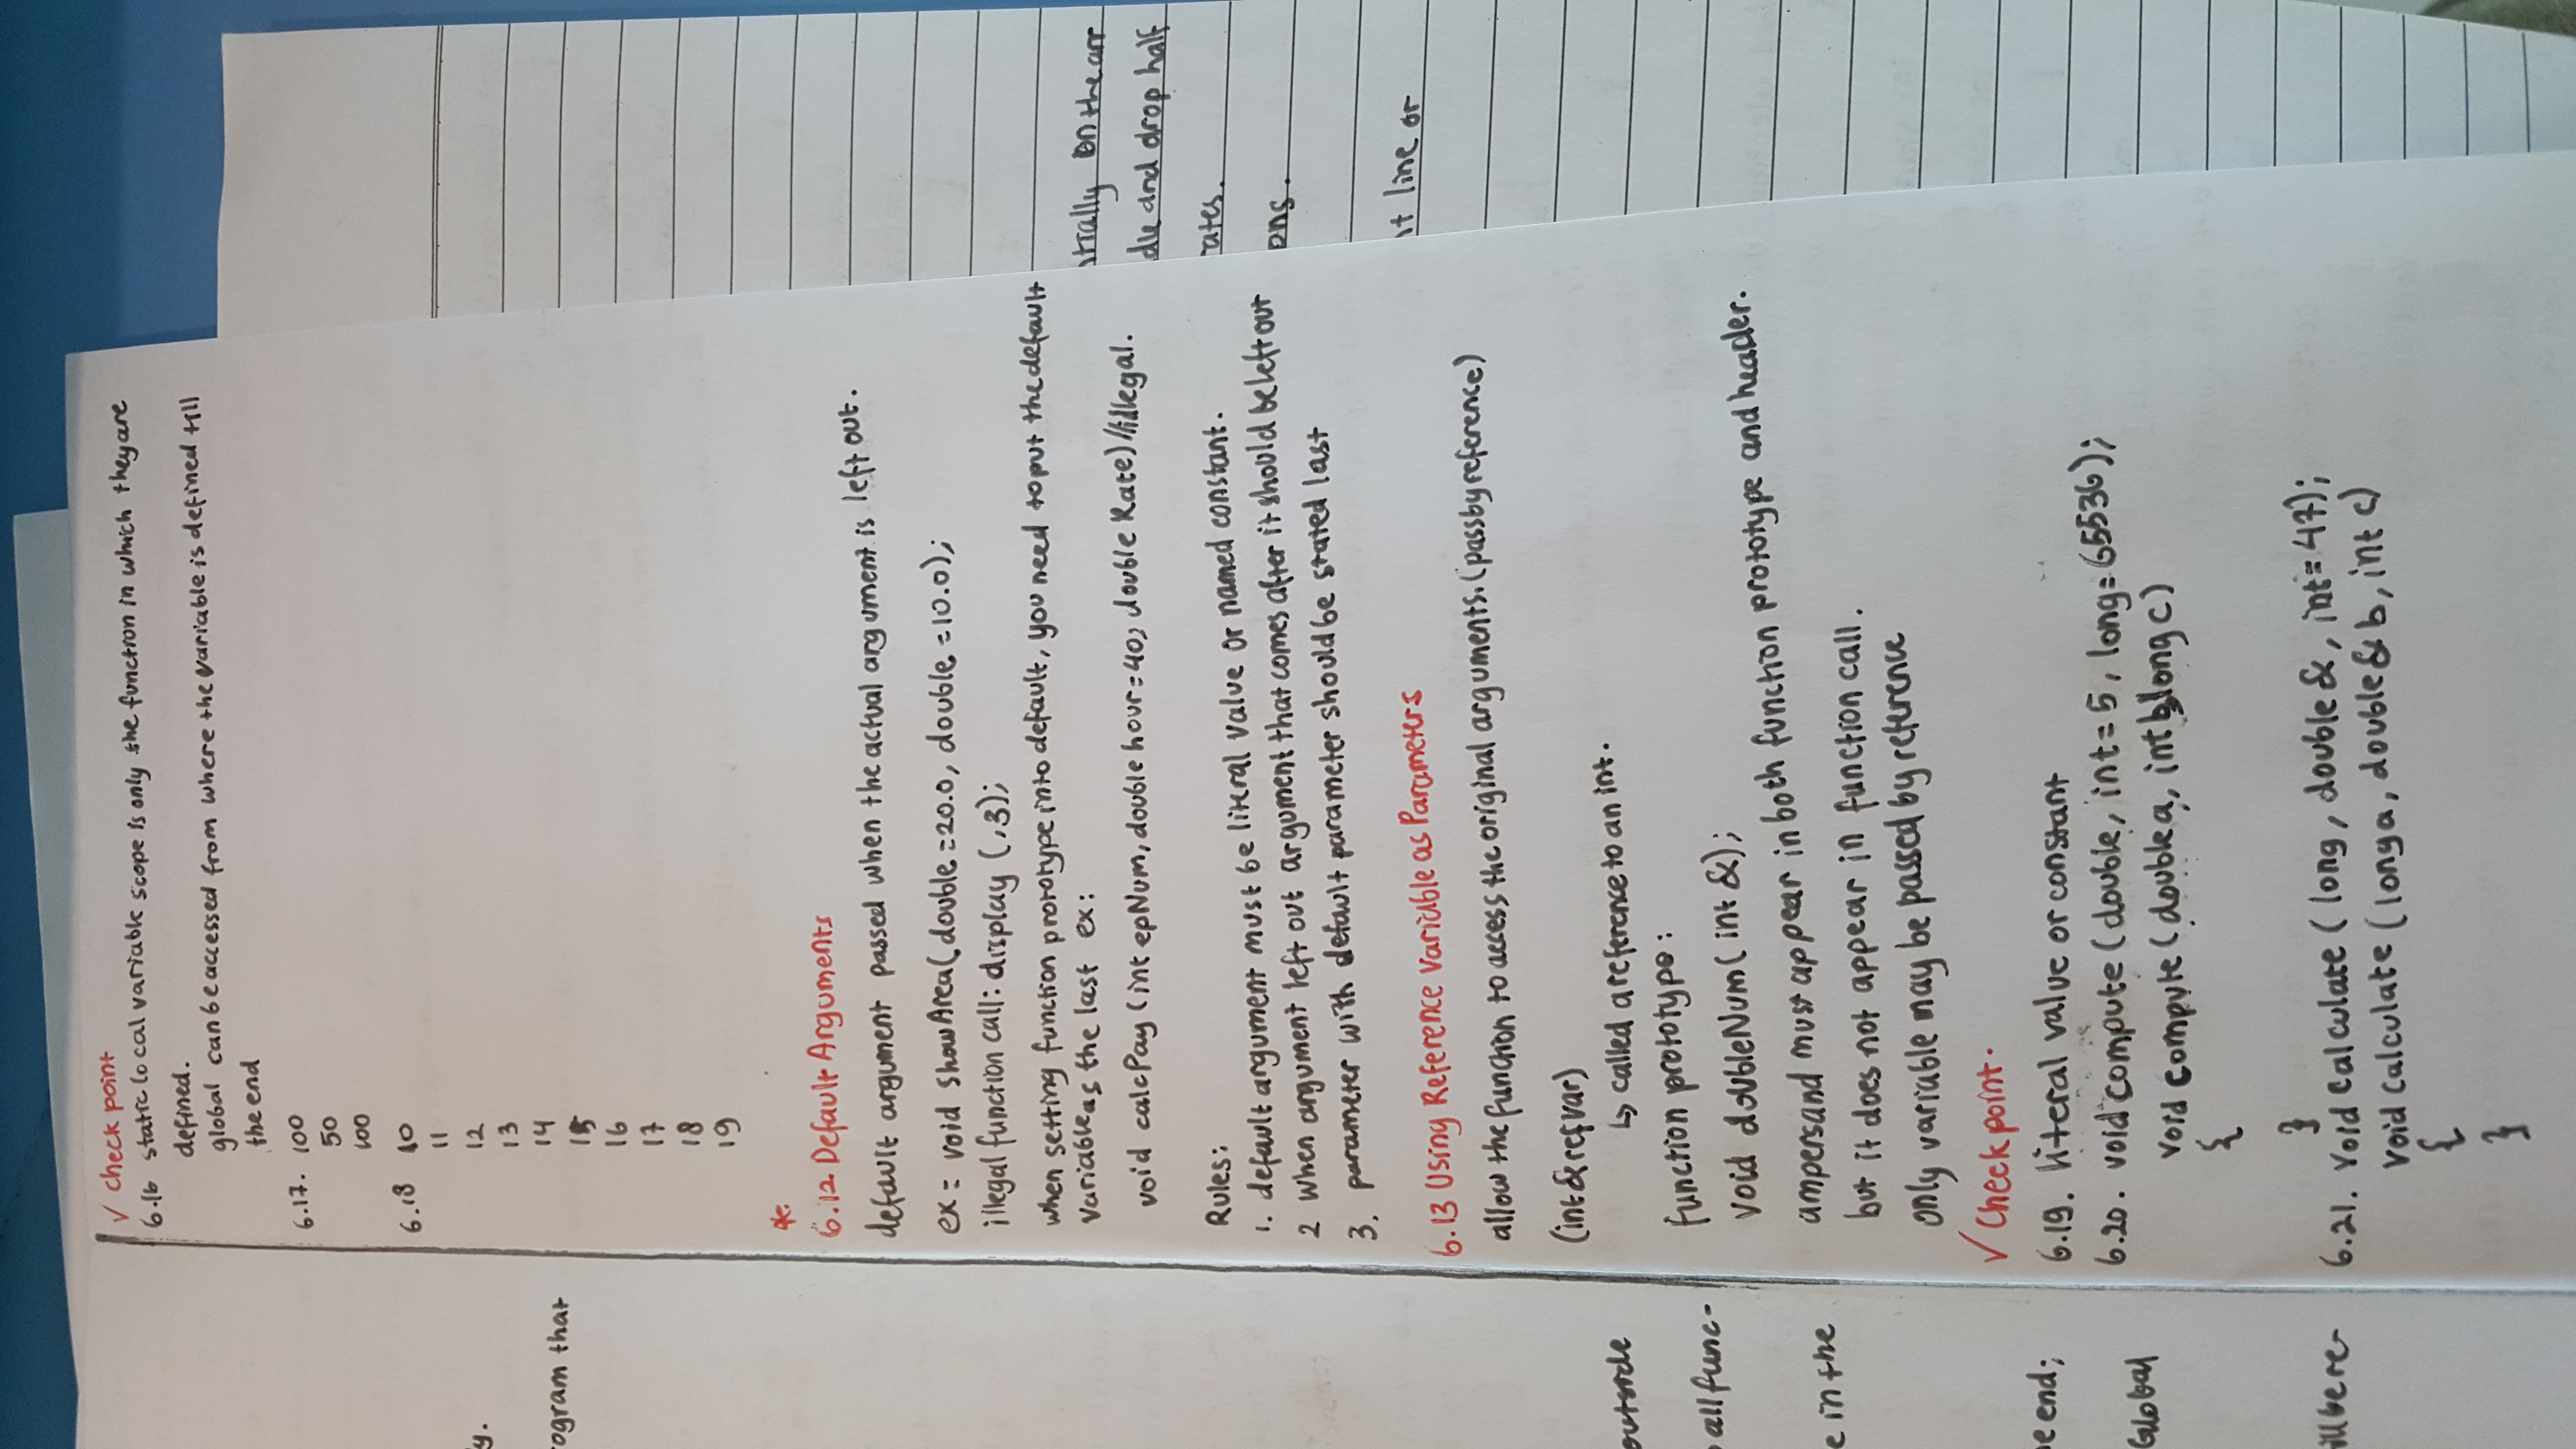 y.
ogram that
outside
all func-
e in the
e end;
Global
ill be re-
✓ Check point
6.16 static local variable scope is only the function in which they are
defined.
global can be accessed from where the variable is defined till
the end
6.17. 100
50
100
6.18 10
11
12
13
14
15
16
17
18
19
*
6.12 Default Arguments
default argument passed when the actual argument is left out.
ex = void showArea(double=20.0, double=10.0);
illegal function call: display (,3);
when setting function prototype into default, you need to put the default
variable as the last ex:
void calcPay (int epNum, double hour=40, double Rate) //illegal.
Rules:
1. default argument must be literal value or named constant.
2 When argument left out argument that comes after it should be left out
3. parameter with default parameter should be stated last
6.13 Using Reference Variable as Parameters
allow the function to access the original arguments. (pass by reference)
(int & refvar)
↳ called a reference to an int.
function prototype:
void doubleNum( int &);
ampersand must appear in both function prototype and header.
but it does not appear in function call.
only variable may be passed by reference
✓ Check point.
6.19. literal value or constant
6.20. void compute (double, int=5, long=65536);
void compute (double a, int b, long c)
{
}
6.21. void calculate (long, double &, int=47);
void calculate (long a, double & b, int c)
{
}
ntially on the arr
dle and drop half
rates.
ons.
nt line or